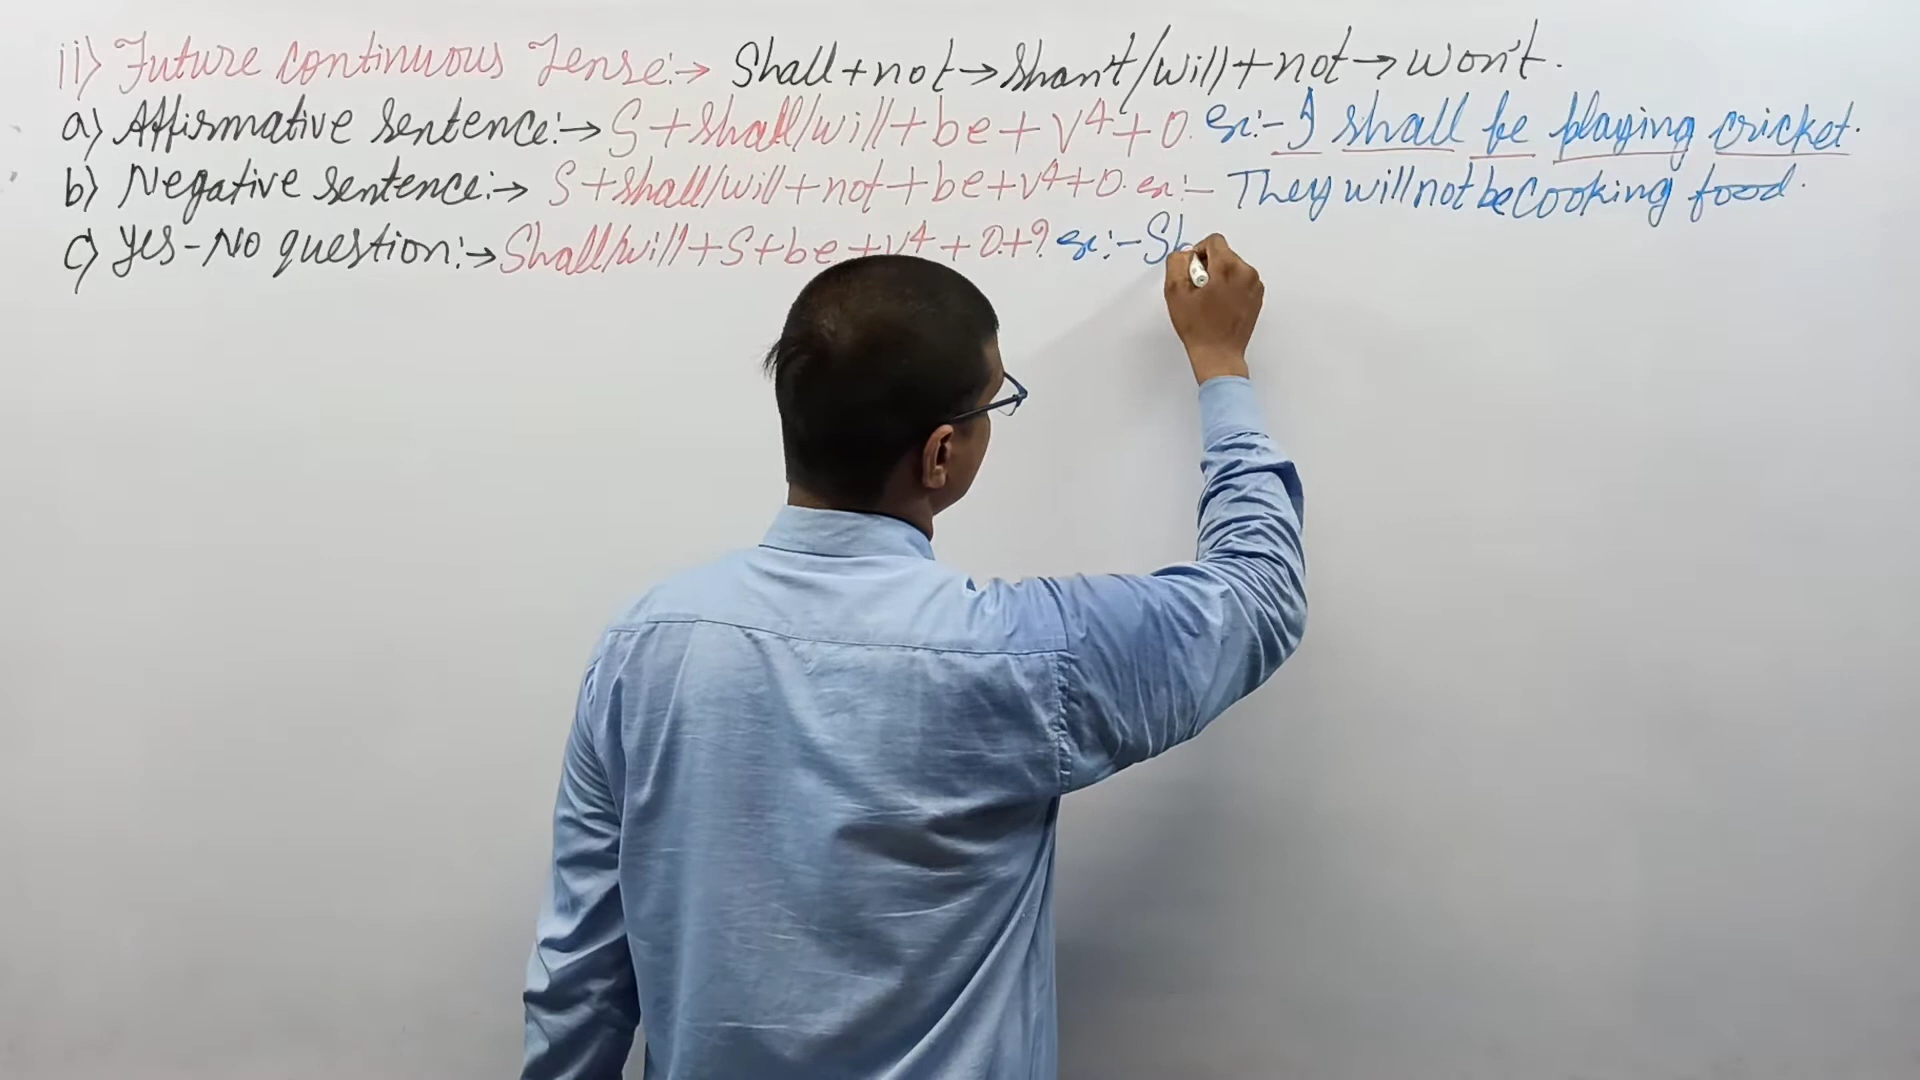 ii) Future continuous Tense:→ Shall+not→shan't/will+not→won't.
a) Affirmative sentence:→ S+shall/will+be+V⁴+O. ex:- I shall be playing cricket.
b) Negative sentence:→ S+shall/will+not+be+V⁴+O. ex:- They will not be cooking food.
c) Yes-No question:→ Shall/will+S+be+V⁴+O+? ex:- Sh